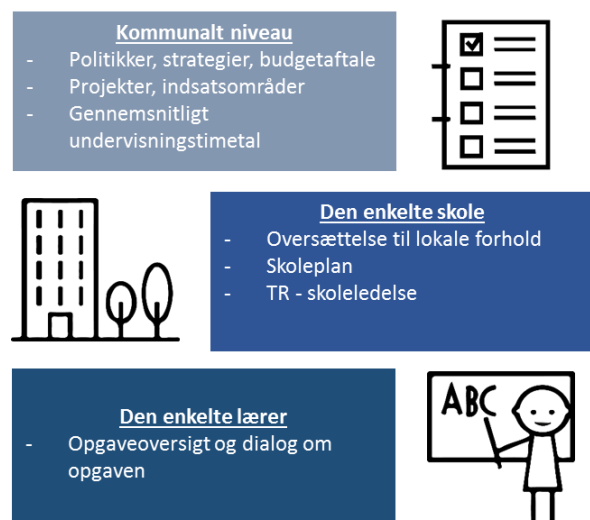 Kommunalt niveau
- Politikker, strategier, budgetaftale
- Projekter, indsatsområder
- Gennemsnitligt
undervisningstimetal
Den enkelte skole
- Oversættelse til lokale forhold
- Skoleplan
- TR - skoleledelse
Den enkelte lærer
- Opgaveoversigt og dialog om
opgaven
ABC